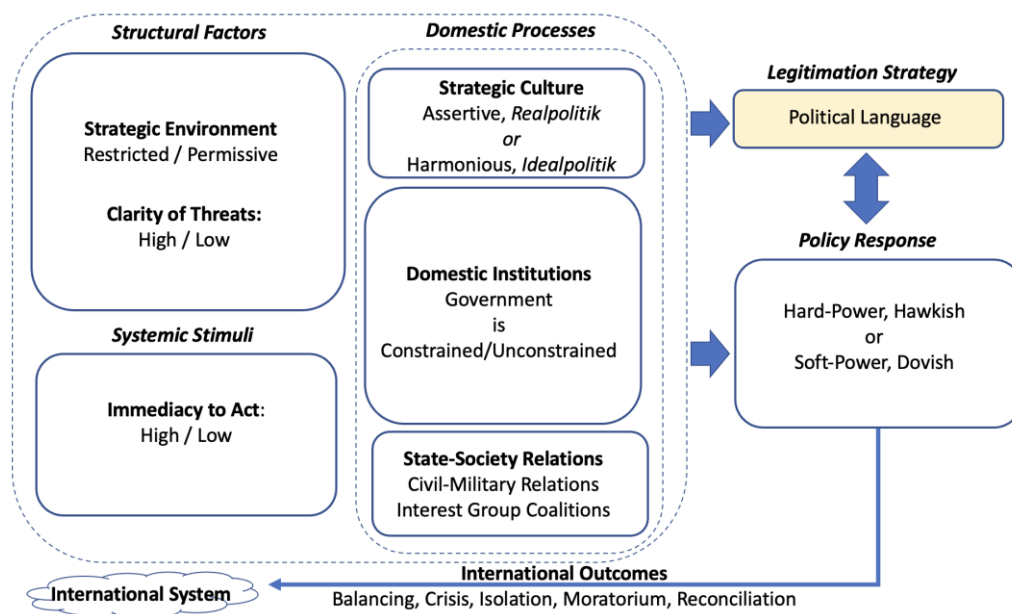 Structural Factors
Strategic Environment
Restricted / Permissive
Clarity of Threats:
High / Low
Systemic Stimuli
Immediacy to Act:
High / Low
Domestic Processes
Strategic Culture
Assertive, Realpolitik
or
Harmonious, Idealpolitik
Domestic Institutions
Government
is
Constrained/Unconstrained
State-Society Relations
Civil-Military Relations
Interest Group Coalitions
Legitimation Strategy
Political Language
Policy Response
Hard-Power, Hawkish
or
Soft-Power, Dovish
International Outcomes
Balancing, Crisis, Isolation, Moratorium, Reconciliation
International System